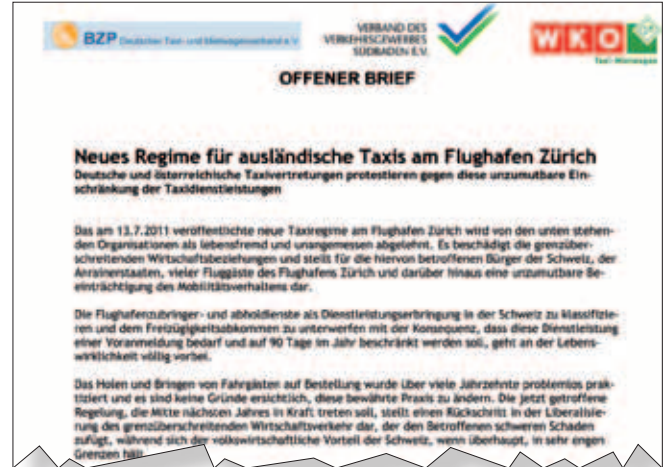 BZP Deutscher Taxi- und Mietwagenverband e.V.
VERBAND DES
VERKEHRSGEWERBES
SÜDBADEN E.V.
WKO
Taxi-Mietwagen
OFFENER BRIEF
Neues Regime für ausländische Taxis am Flughafen Zürich
Deutsche und österreichische Taxivertretungen protestieren gegen diese unzumutbare Ein-
schränkung der Taxidienstleistungen
Das am 13.7.2011 veröffentlichte neue Taxiregime am Flughafen Zürich wird von den unten stehen-
den Organisationen als lebensfremd und unangemessen abgelehnt. Es beschädigt die grenzüber-
schreitenden Wirtschaftsbeziehungen und stellt für die hiervon betroffenen Bürger der Schweiz, der
Anrainerstaaten, vieler Fluggäste des Flughafens Zürich und darüber hinaus eine unzumutbare Be-
einträchtigung des Mobilitätsverhaltens dar.
Die Flughafenzubringer- und abholdienste als Dienstleistungserbringung in der Schweiz zu klassifizie-
ren und dem Freizügigkeitsabkommen zu unterwerfen mit der Konsequenz, dass diese Dienstleistung
einer Voranmeldung bedarf und auf 90 Tage im Jahr beschränkt werden soll, geht an der Lebens-
wirklichkeit völlig vorbei.
Das Holen und Bringen von Fahrgästen auf Bestellung wurde über viele Jahrzehnte problemlos prak-
tiziert und es sind keine Gründe ersichtlich, diese bewährte Praxis zu ändern. Die jetzt getroffene
Regelung, die Mitte nächsten Jahres in Kraft treten soll, stellt einen Rückschritt in der Liberalisie-
rung des grenzüberschreitenden Wirtschaftsverkehr dar, der den Betroffenen schweren Schaden
zufügt, während sich der volkswirtschaftliche Vorteil der Schweiz, wenn überhaupt, in sehr engen
Grenzen hält